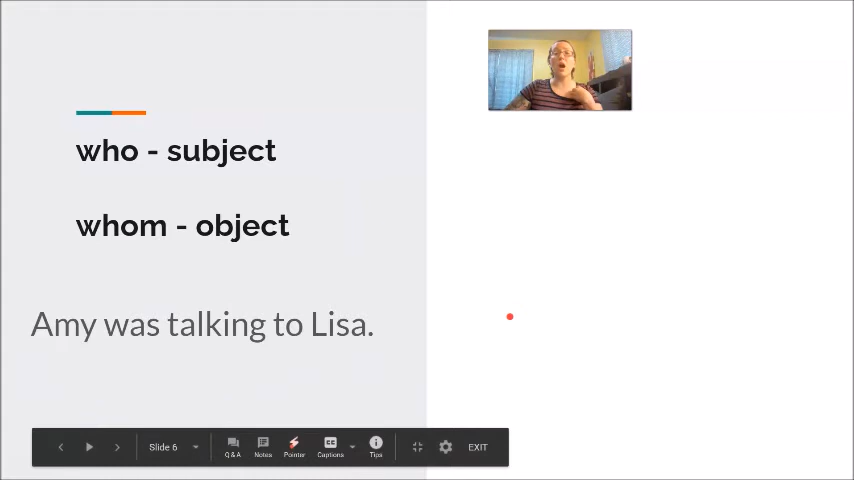 who - subject
whom - object
Amy was talking to Lisa.
Slide 6
Q & A
Notes
Pointer
Captions
Tips
EXIT